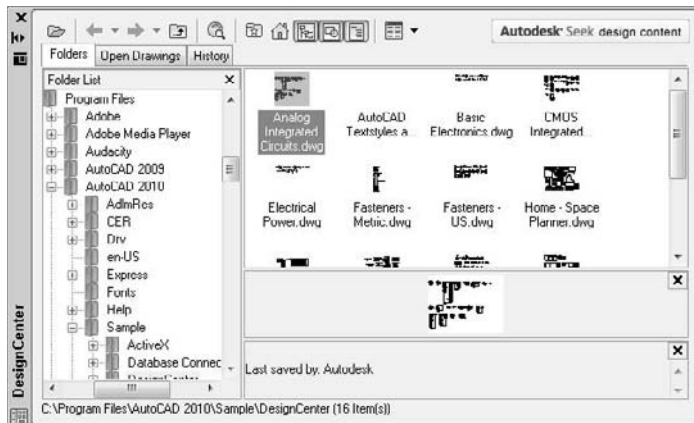 Autodesk® Seek design content
Folders
Open Drawings
History
Folder List
Program Files
Adobe
Adobe Media Player
Audacity
AutoCAD 2009
AutoCAD 2010
AdlmRes
CER
Drv
en-US
Express
Fonts
Help
Sample
ActiveX
Database Connec
DesignCenter
Analog
Integrated
Circuits.dwg
AutoCAD
Textstyles a...
Basic
Electronics.dwg
CMOS
Integrated...
Electrical
Power.dwg
Fasteners -
Metric.dwg
Fasteners -
US.dwg
Home - Space
Planner.dwg
Last saved by: Autodesk
DesignCenter
C:\Program Files\AutoCAD 2010\Sample\DesignCenter (16 Item(s))